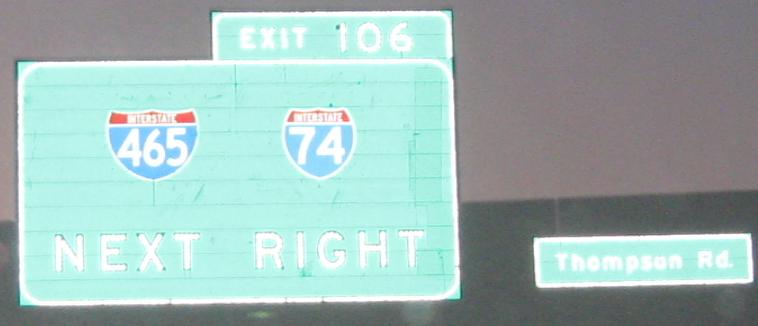 EXIT 106
INTERSTATE INTERSTATE
465 74
NEXT RIGHT
Thompson Rd.